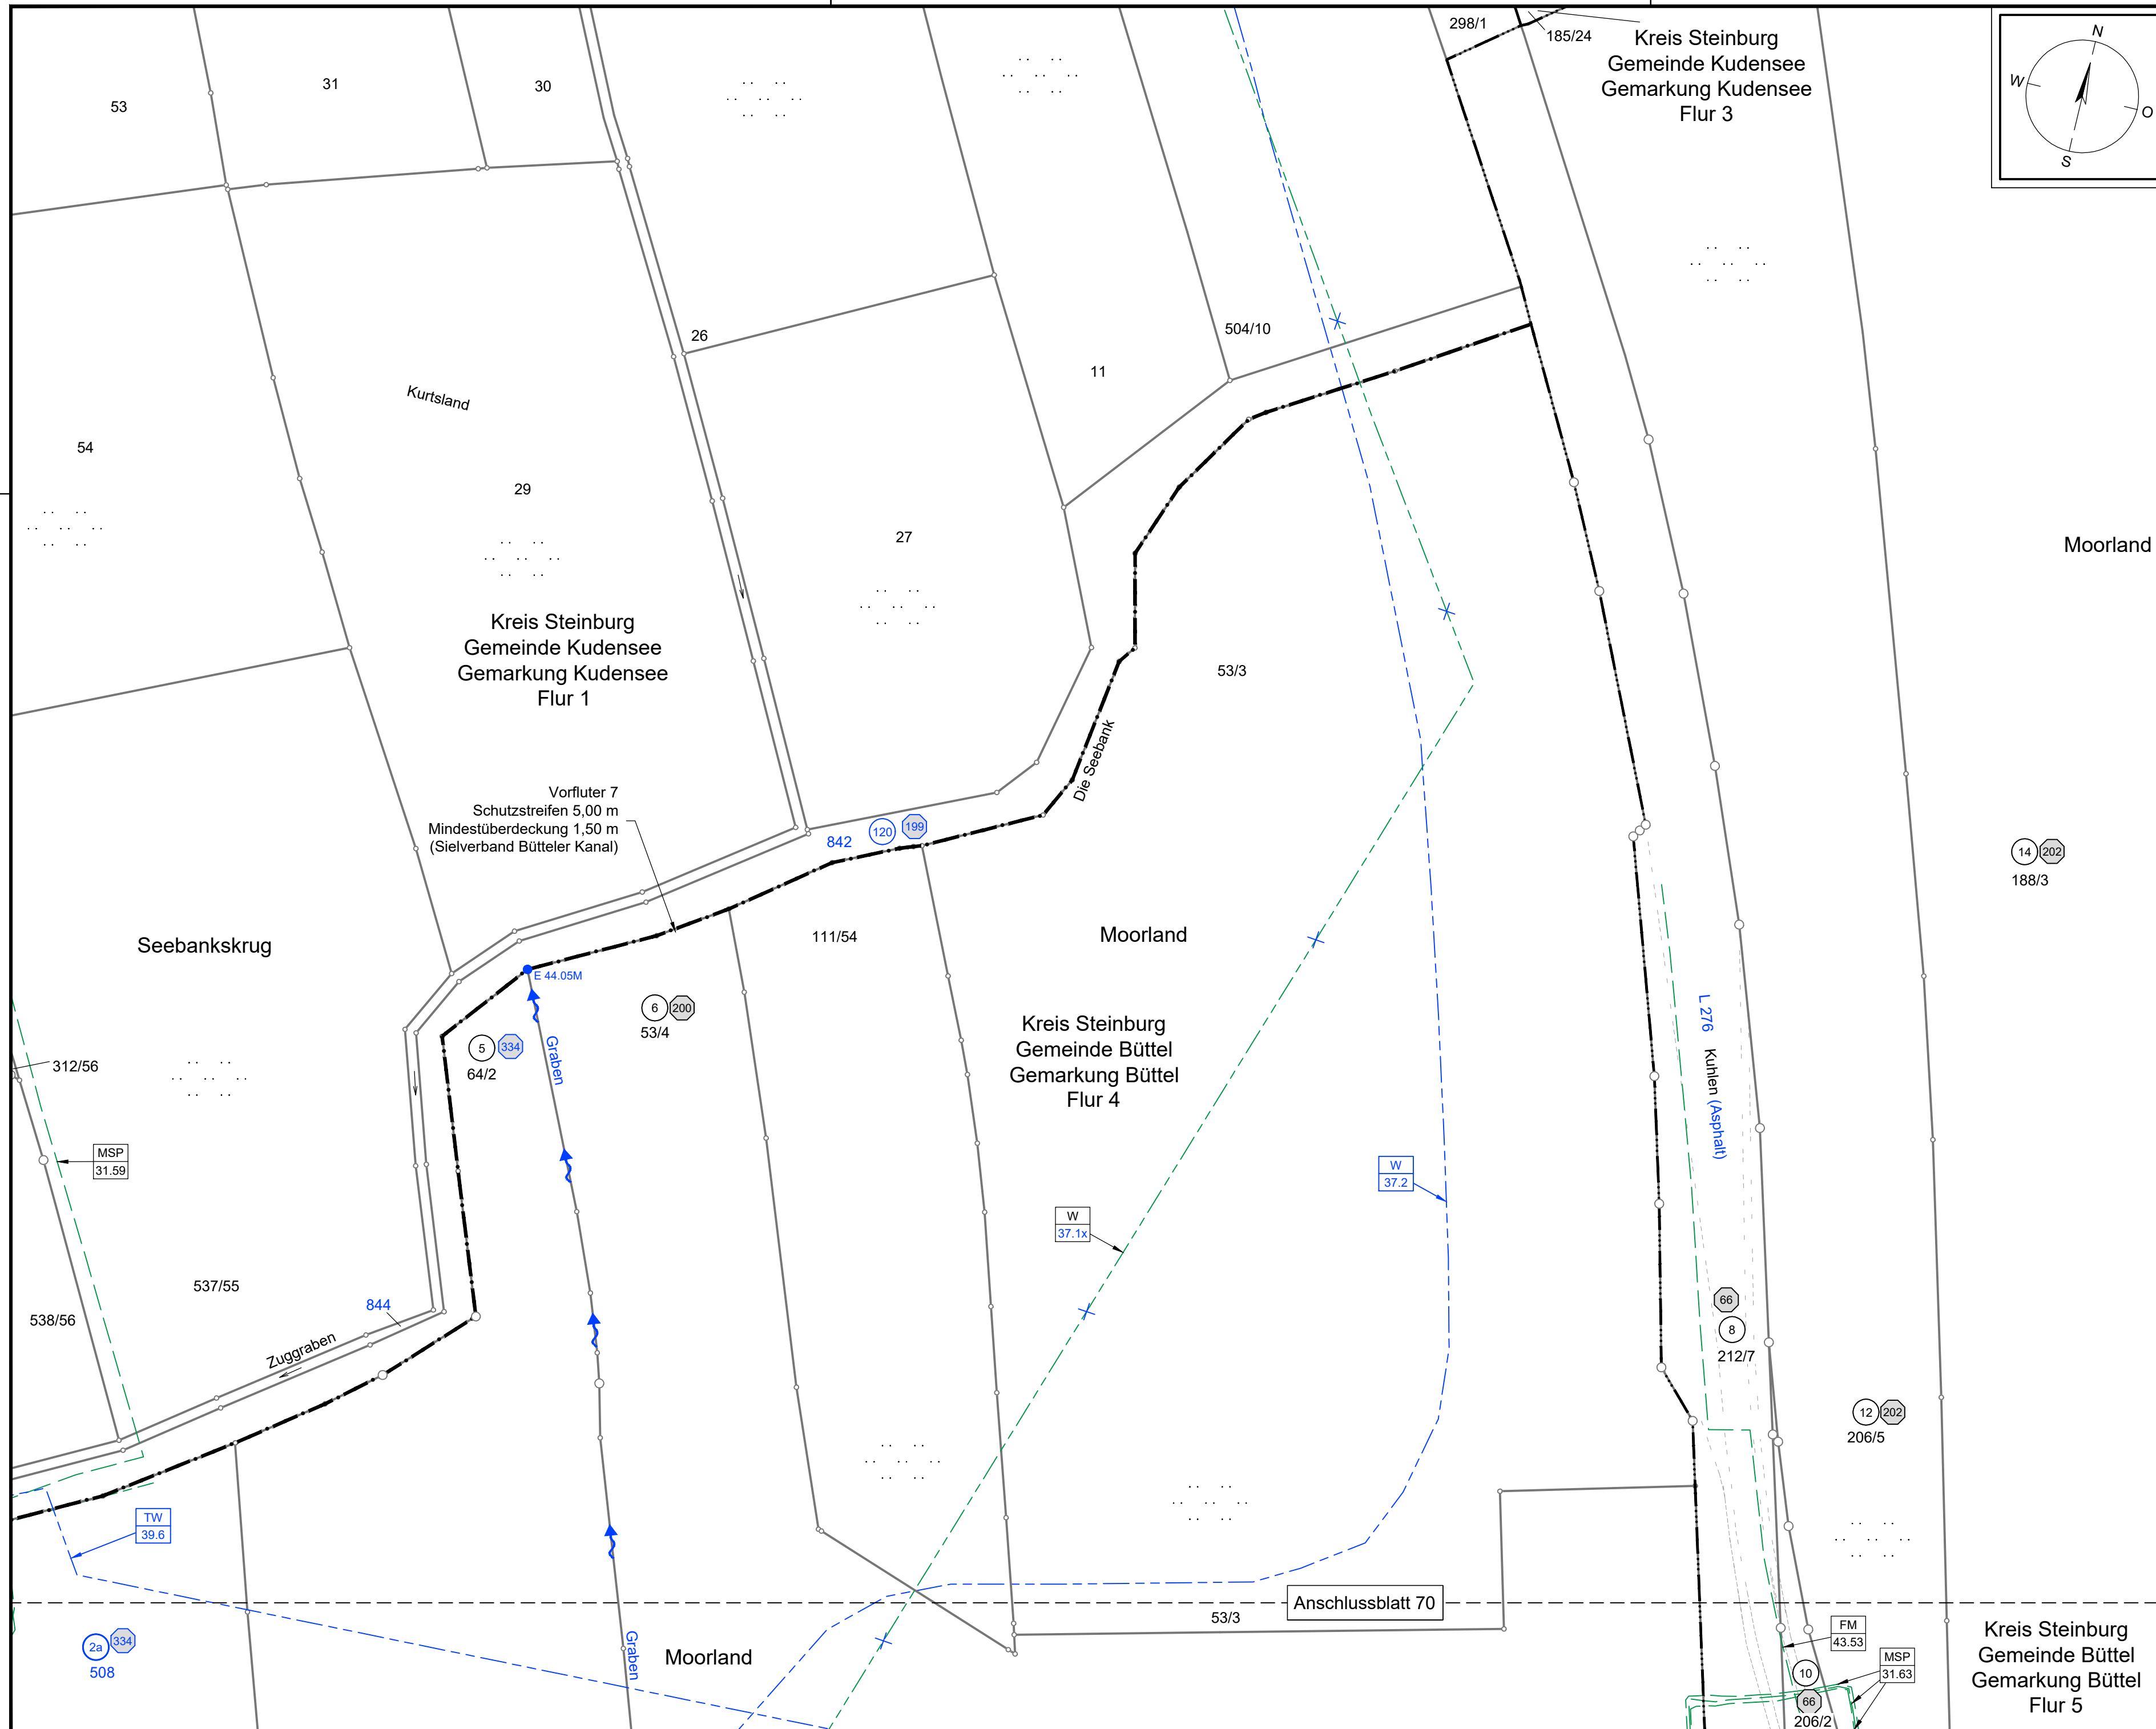 298/1
185/24
Kreis Steinburg
Gemeinde Kudensee
Gemarkung Kudensee
Flur 3
N
W
O
S
53
31
30
26
504/10
11
Kurtsland
54
29
27
Moorland
Kreis Steinburg
Gemeinde Kudensee
Gemarkung Kudensee
Flur 1
53/3
Die Seebank
Vorfluter 7
Schutzstreifen 5,00 m
Mindestüberdeckung 1,50 m
(Sielverband Bütteler Kanal)
842
120
199
14
202
188/3
Seebankskrug
111/54
Moorland
E 44.05M
6
200
53/4
5
334
64/2
Graben
Kreis Steinburg
Gemeinde Büttel
Gemarkung Büttel
Flur 4
L 276
Kuhlen (Asphalt)
312/56
MSP
31.59
W
37.2
W
37.1x
537/55
844
538/56
Zuggraben
66
8
212/7
12
202
206/5
TW
39.6
Anschlussblatt 70
53/3
2a
334
508
Graben
Moorland
FM
43.53
MSP
31.63
10
66
206/2
Kreis Steinburg
Gemeinde Büttel
Gemarkung Büttel
Flur 5